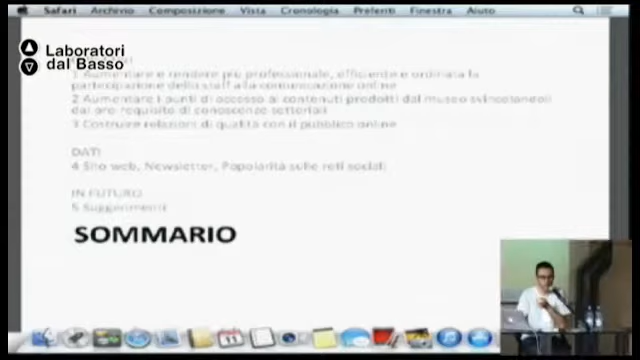 Safari Archivio Composizione Vista Cronologia Preferiti Finestra Aiuto
Laboratori
dal Basso
1 Aumentare e rendere più professionale, efficiente e ordinata la
partecipazione dello staff alla comunicazione online
2 Aumentare i punti di accesso ai contenuti prodotti dal museo svincolandoli
dal pre requisito di conoscenze settoriali
3 Costruire relazioni di qualità con il pubblico online
DATI
4 Sito web, Newsletter, Popolarità sulle reti sociali
IN FUTURO
5 Suggerimenti
SOMMARIO
11